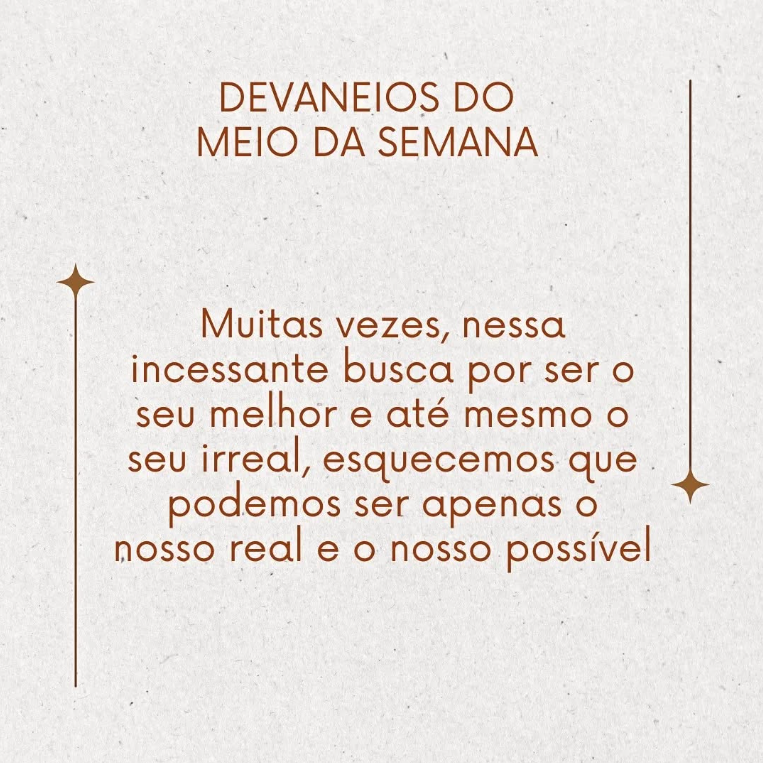 DEVANEIOS DO
MEIO DA SEMANA
Muitas vezes, nessa
incessante busca por ser o
seu melhor e até mesmo o
seu irreal, esquecemos que
podemos ser apenas o
nosso real e o nosso possível